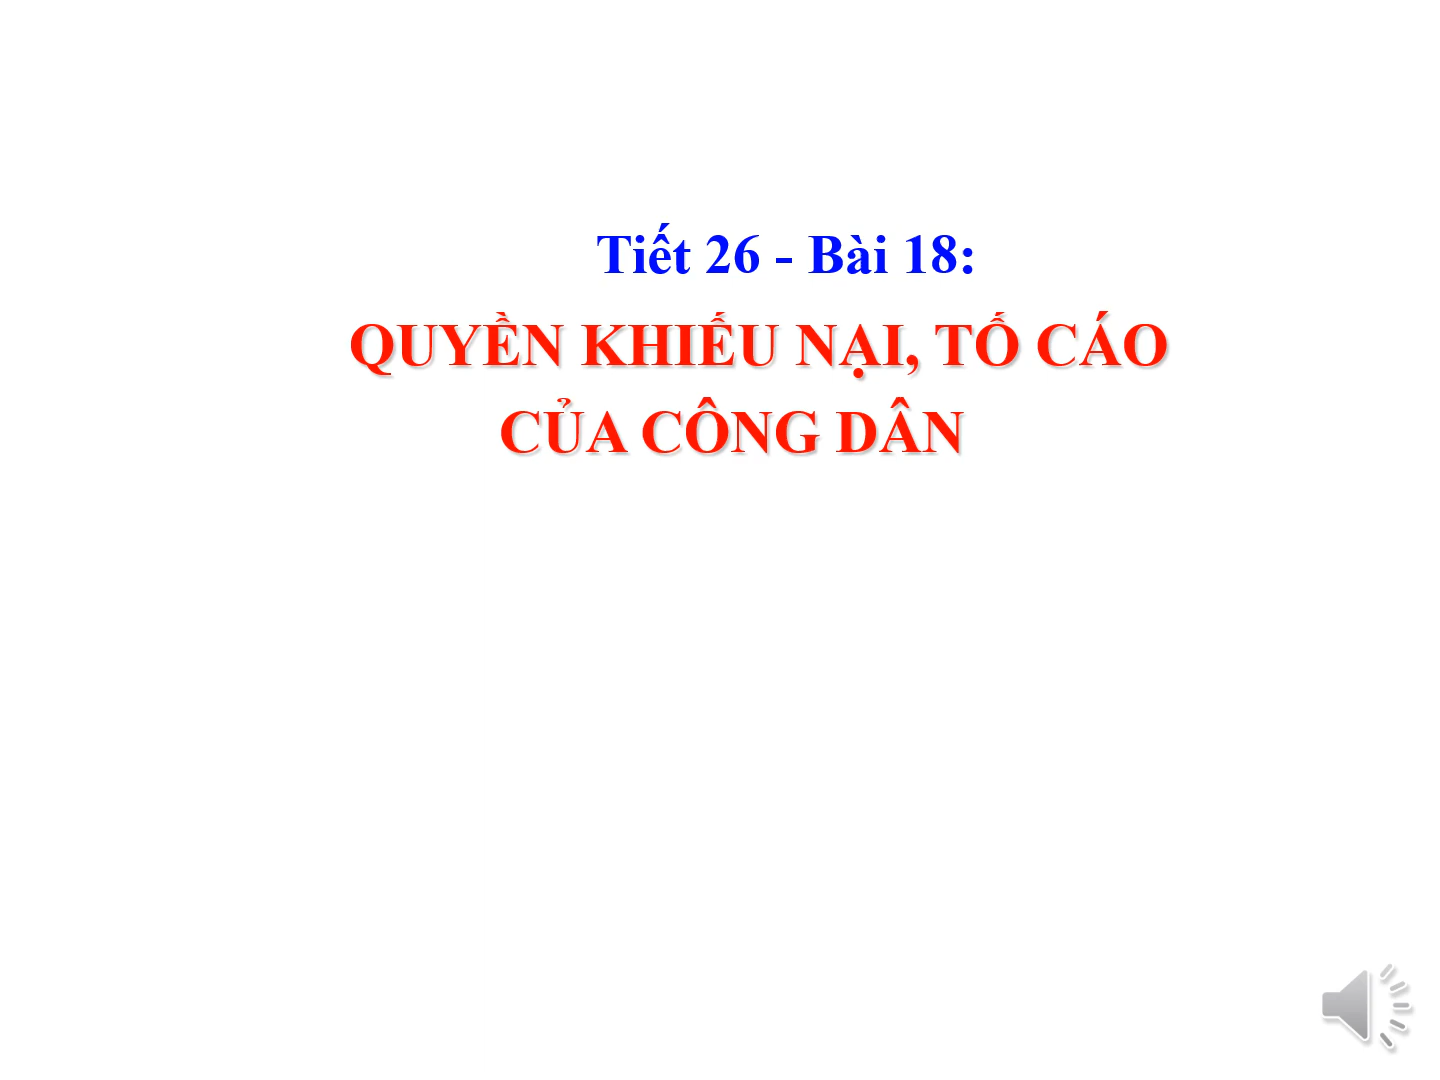 Tiết 26 - Bài 18:
QUYỀN KHIẾU NẠI, TỐ CÁO
CỦA CÔNG DÂN